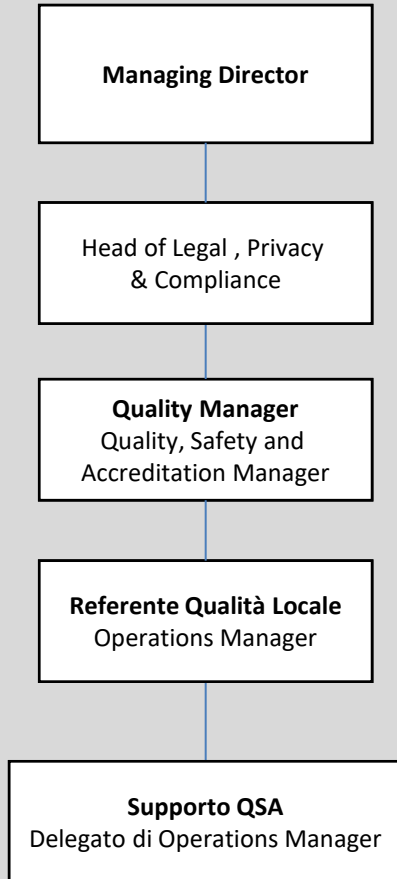 Managing Director
Head of Legal , Privacy
& Compliance
Quality Manager
Quality, Safety and
Accreditation Manager
Referente Qualità Locale
Operations Manager
Supporto QSA
Delegato di Operations Manager